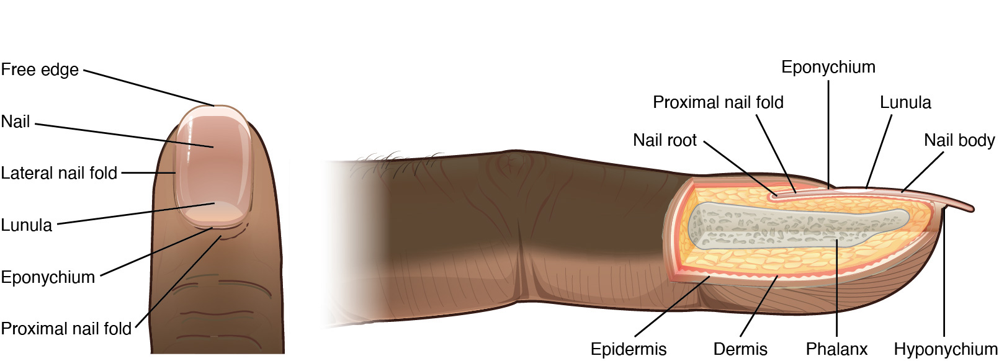 Free edge
Nail
Lateral nail fold
Lunula
Eponychium
Proximal nail fold
Eponychium
Proximal nail fold
Lunula
Nail root
Nail body
Epidermis
Dermis
Phalanx
Hyponychium